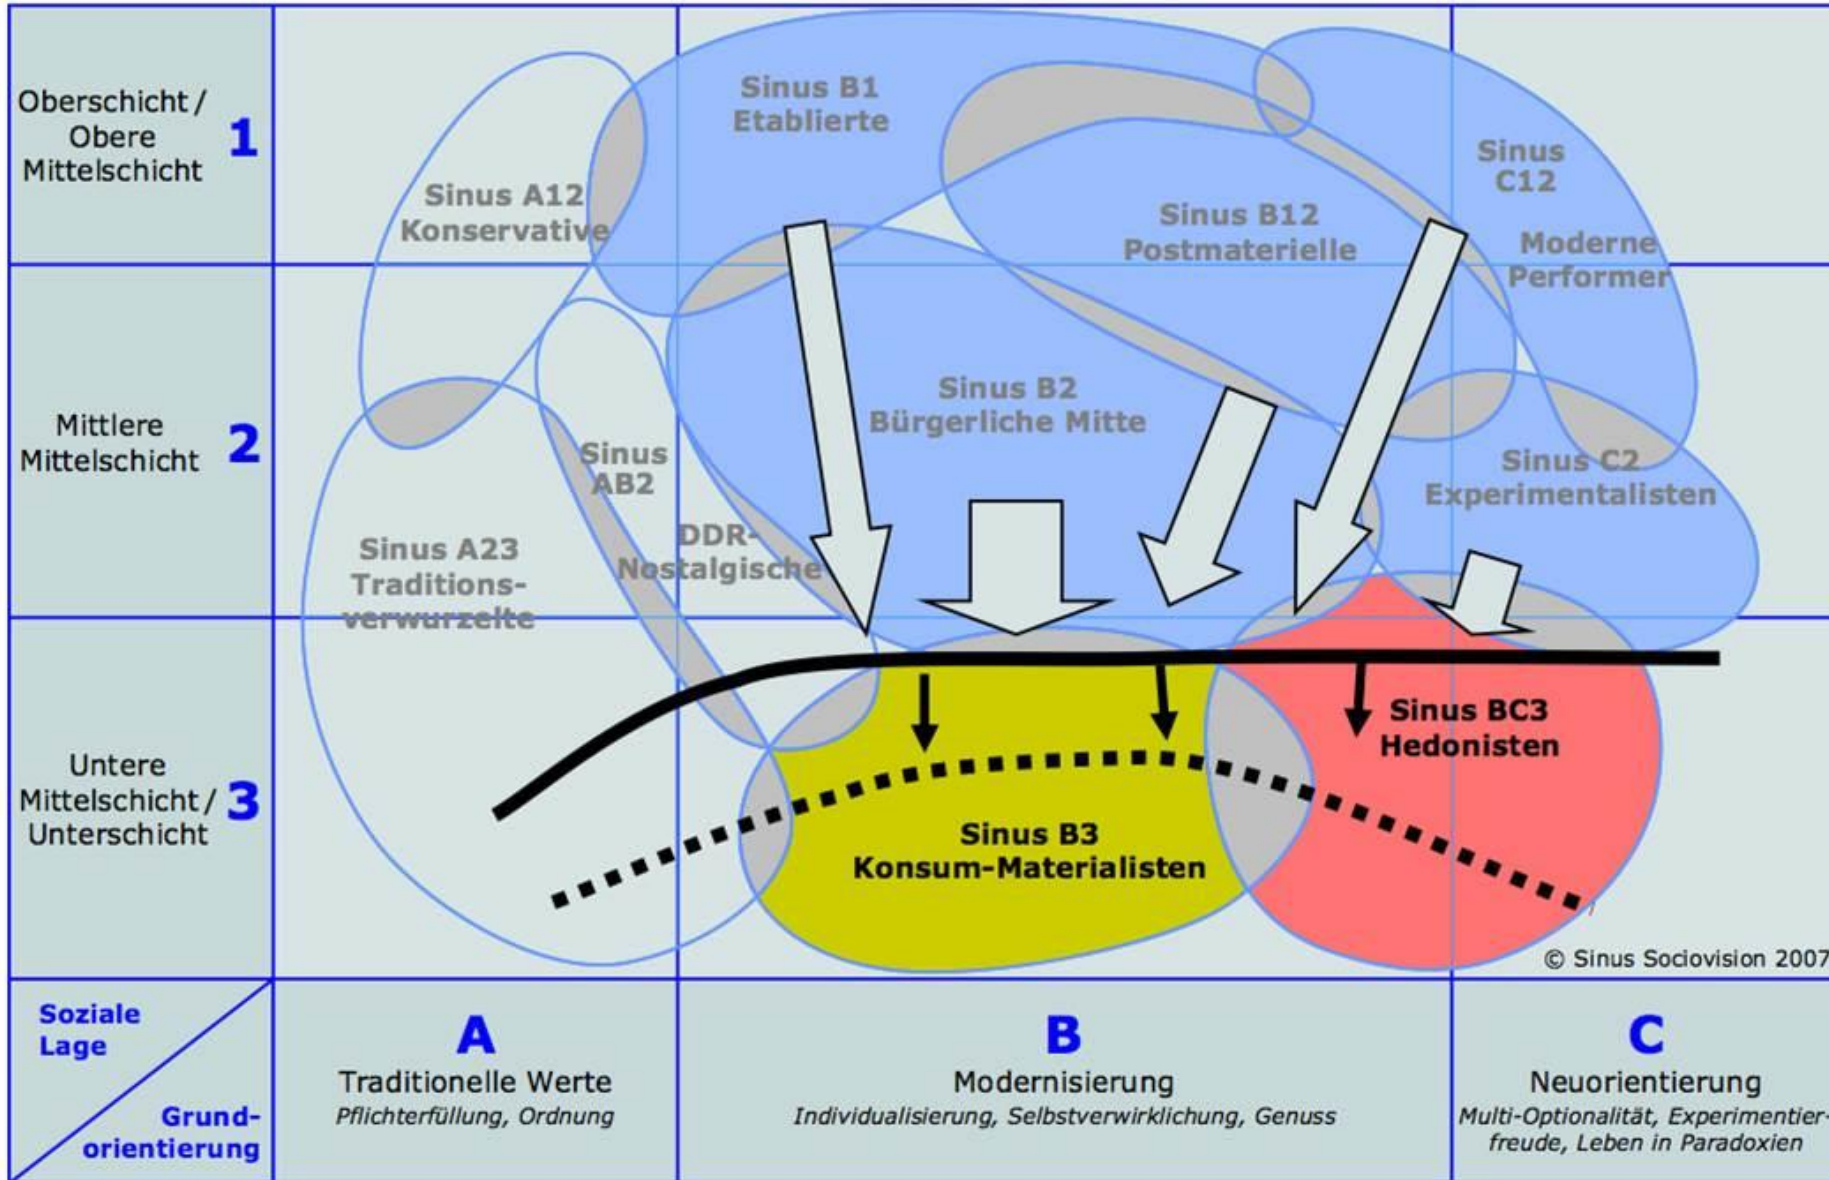 Oberschicht /
Obere
Mittelschicht
1
Sinus B1
Etablierte
Sinus A12
Konservative
Sinus B12
Postmaterielle
Sinus
C12
Moderne
Performer
Mittlere
Mittelschicht
2
Sinus B2
Bürgerliche Mitte
Sinus
AB2
DDR-
Nostalgische
Sinus C2
Experimentalisten
Sinus A23
Traditions-
verwurzelte
Untere
Mittelschicht /
Unterschicht
3
Sinus B3
Konsum-Materialisten
Sinus BC3
Hedonisten
© Sinus Sociovision 2007
Soziale
Lage
Grund-
orientierung
A
Traditionelle Werte
Pflichterfüllung, Ordnung
B
Modernisierung
Individualisierung, Selbstverwirklichung, Genuss
C
Neuorientierung
Multi-Optionalität, Experimentier-
freude, Leben in Paradoxien